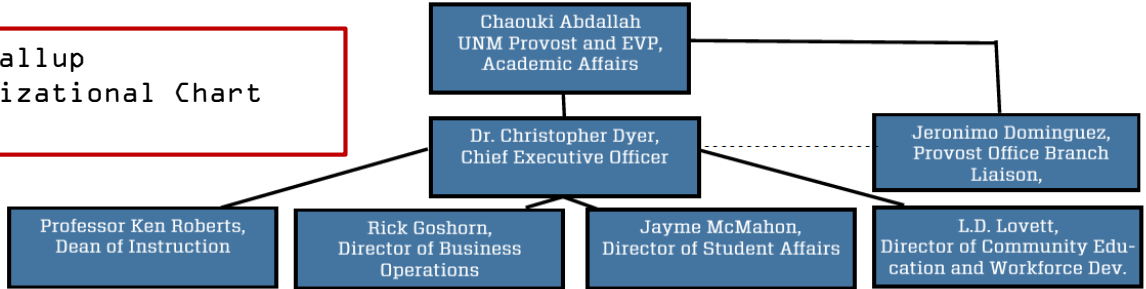 allup
izational Chart
Chaouki Abdallah
UNM Provost and EVP,
Academic Affairs
Dr. Christopher Dyer,
Chief Executive Officer
Jeronimo Dominguez,
Provost Office Branch
Liaison,
Professor Ken Roberts,
Dean of Instruction
Rick Goshorn,
Director of Business
Operations
Jayme McMahon,
Director of Student Affairs
L.D. Lovett,
Director of Community Edu-
cation and Workforce Dev.